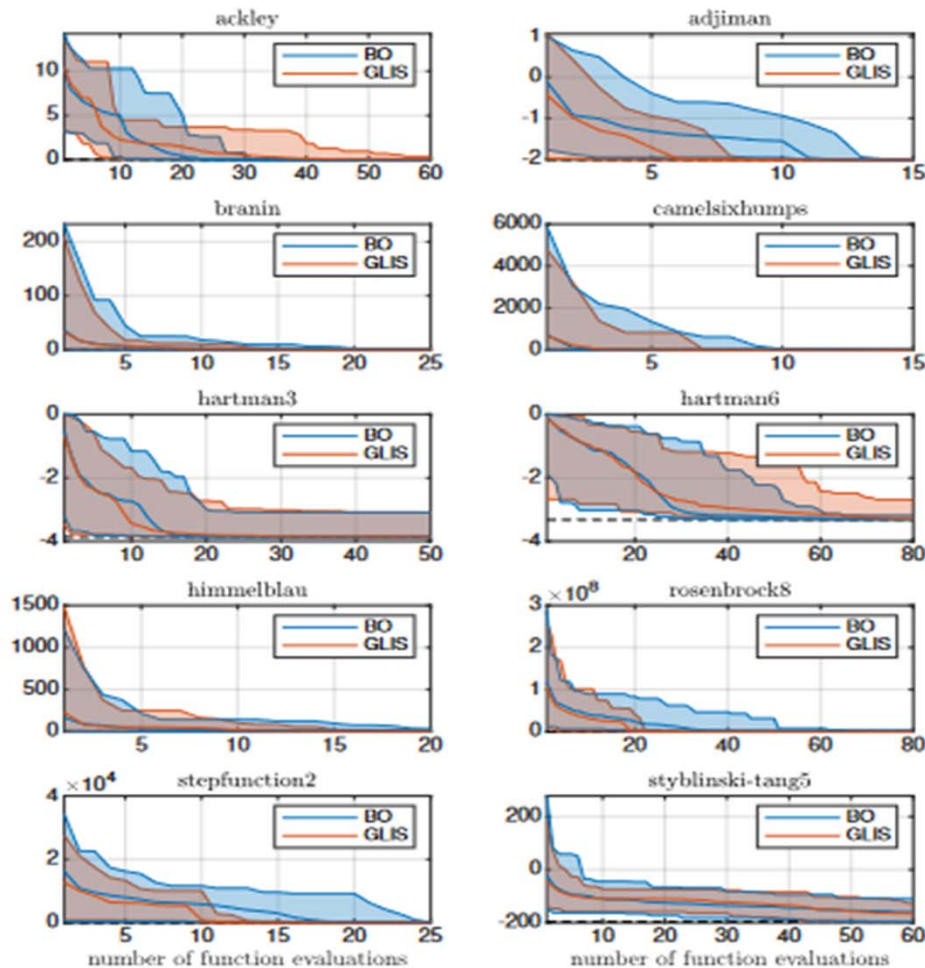 ackley
adjiman
10
5
0
BO
GLIS
10 20 30 40 50 60
1
0
-1
-2
BO
GLIS
5 10 15
branin
camelsixhumps
200
100
0
BO
GLIS
5 10 15 20 25
6000
4000
2000
0
BO
GLIS
5 10 15
hartman3
hartman6
0
-2
-4
BO
GLIS
10 20 30 40 50
0
-2
-4
BO
GLIS
20 40 60 80
himmelblau
rosenbrock8
1500
1000
500
0
BO
GLIS
5 10 15 20
×10⁸
3
2
1
0
BO
GLIS
20 40 60 80
stepfunction2
styblinski-tang5
×10⁴
4
2
0
BO
GLIS
5 10 15 20 25
200
0
-200
BO
GLIS
10 20 30 40 50 60
number of function evaluations
number of function evaluations